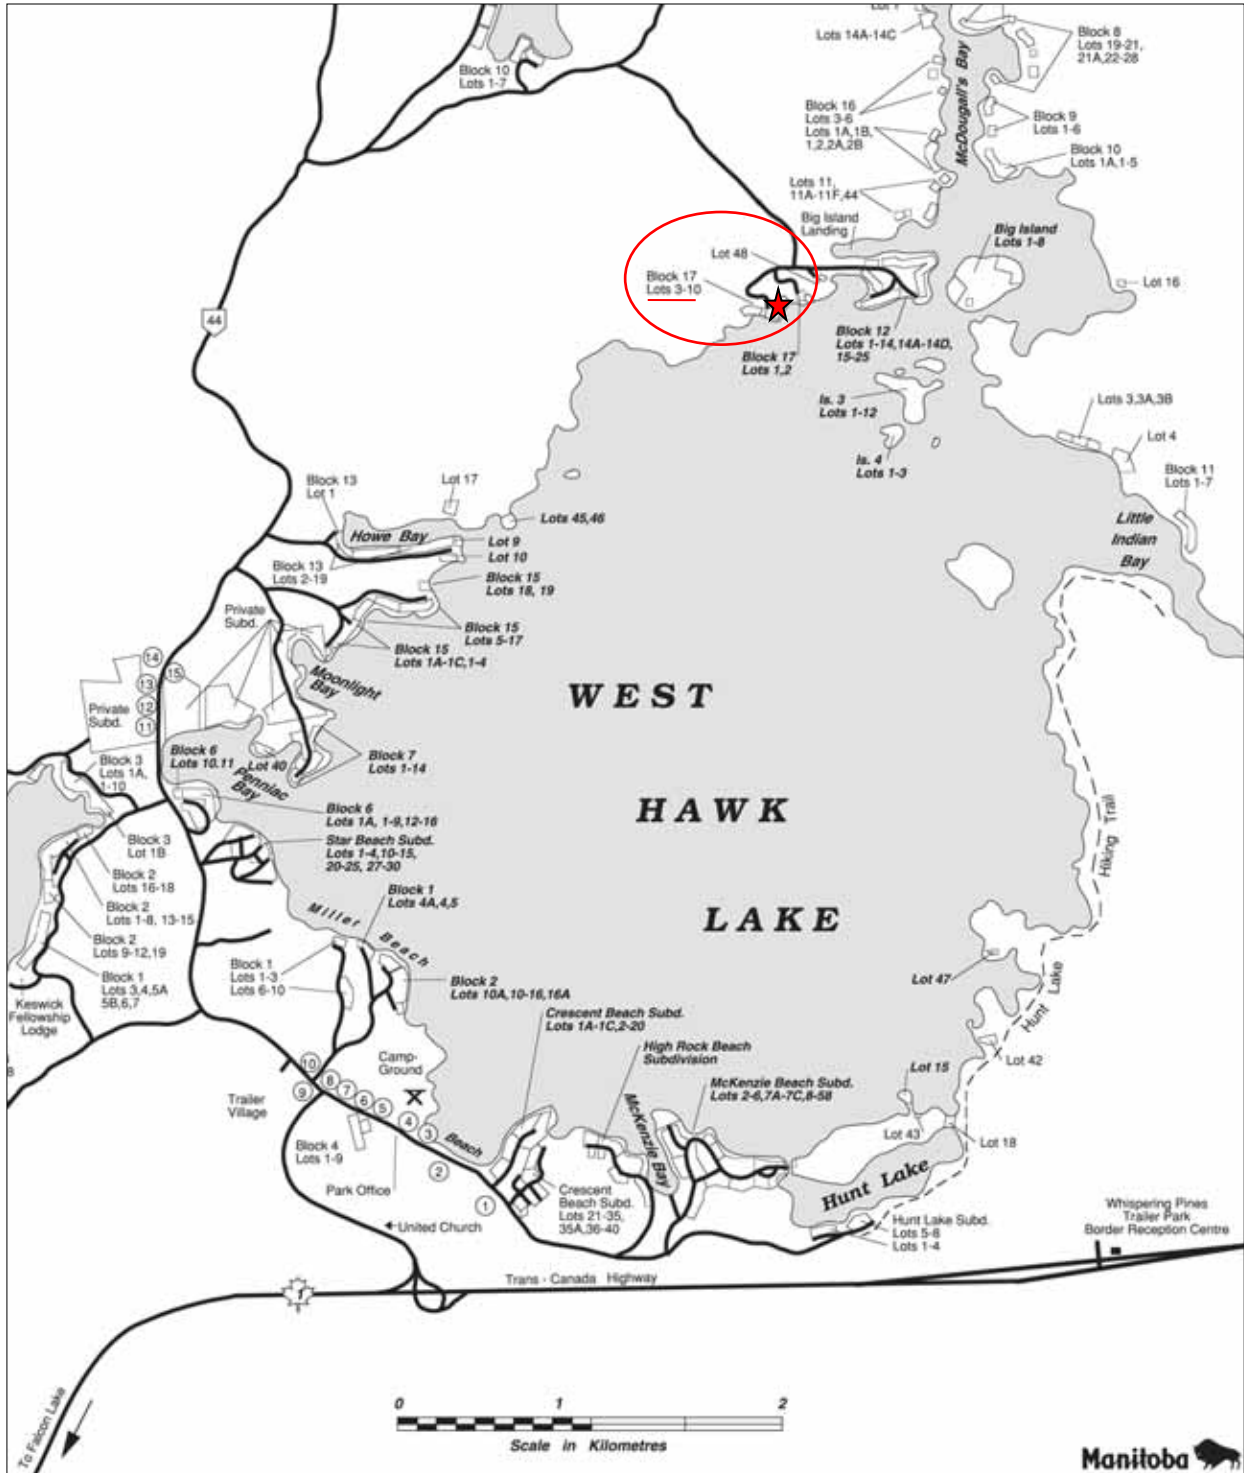 Lots 14A-14C
McDougall's Bay
Block 8
Lots 19-21,
21A,22-28
Block 10
Lots 1-7
Block 16
Lots 3-6
Lots 1A,1B,
1,2,2A,2B
Block 9
Lots 1-6
Block 10
Lots 1A,1-5
Lots 11,
11A-11F,44
Big Island
Landing
Big Island
Lots 1-8
Lot 48
Block 17
Lots 3-10
Lot 16
44
Block 12
Lots 1-14,14A-14D,
15-25
Block 17
Lots 1,2
Is. 3
Lots 1-12
Lots 3,3A,3B
Is. 4
Lots 1-3
Lot 4
Block 11
Lots 1-7
Block 13
Lot 1
Lot 17
Lots 45,46
Howe Bay
Little
Indian
Bay
Lot 9
Lot 10
Block 13
Lots 2-19
Block 15
Lots 18, 19
Private
Subd.
Block 15
Lots 5-17
Block 15
Lots 1A-1C,1-4
14
15
13
12
11
Private
Subd.
Moonlight
Bay
WEST
Block 6
Lots 10.11
Lot 40
Block 7
Lots 1-14
Block 3
Lots 1A,
1-10
Penniac
Bay
HAWK
Block 6
Lots 1A, 1-9,12-16
Hiking Trail
Block 3
Lot 1B
Star Beach Subd.
Lots 1-4,10-15,
20-25, 27-30
Block 2
Lots 16-18
Block 1
Lots 4A,4,5
Block 2
Lots 1-8, 13-15
Miller Beach
LAKE
Block 2
Lots 9-12,19
Block 1
Lots 3,4,5A
5B,6,7
Block 1
Lots 1-3
Lots 6-10
Block 2
Lots 10A,10-16,16A
Lot 47
Hunt Lake
Keswick
Fellowship
Lodge
Crescent Beach Subd.
Lots 1A-1C,2-20
High Rock Beach
Subdivision
Lot 42
8
Camp-
Ground
McKenzie Beach Subd.
Lots 2-6,7A-7C,8-58
Lot 15
10
9
8
7
6
5
4
3
2
1
Trailer
Village
Beach
McKenzie Bay
Lot 43
Lot 18
Block 4
Lots 1-9
Park Office
Hunt Lake
Crescent
Beach Subd.
Lots 21-35,
35A,36-40
United Church
Hunt Lake Subd.
Lots 5-8
Lots 1-4
Whispering Pines
Trailer Park
Border Reception Centre
Trans - Canada Highway
1
To Falcon Lake
0 1 2
Scale in Kilometres
Manitoba